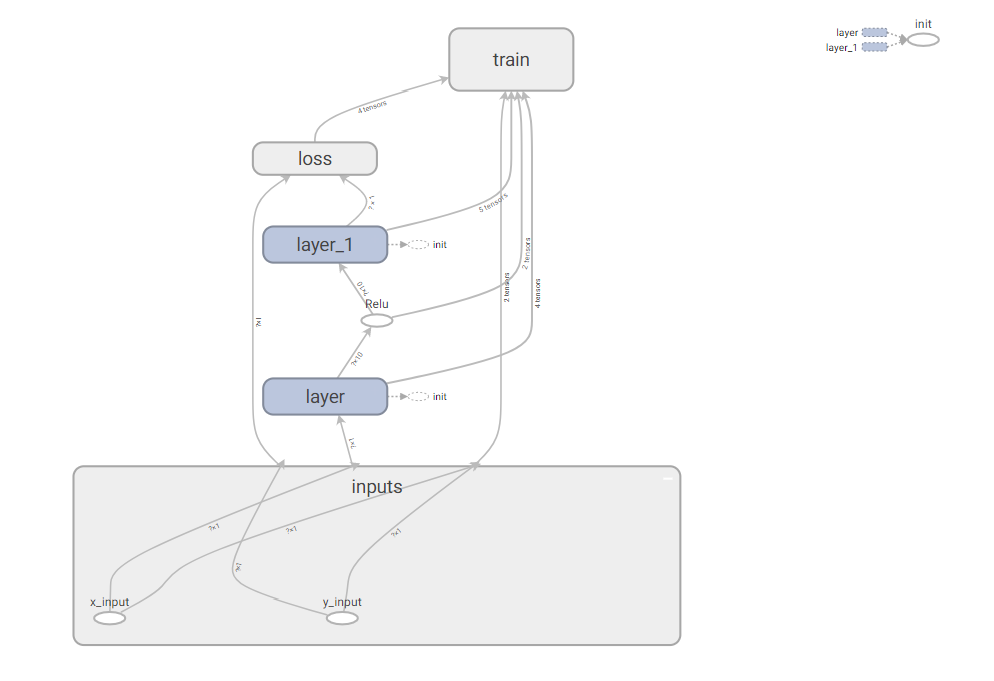 init
layer
layer_1
train
4 tensors
loss
?×1
5 tensors
layer_1
init
2 tensors
?×10
2 tensors
4 tensors
Relu
?×1
?×10
layer
init
?×1
inputs
?×1
?×1
?×1
?×1
x_input
y_input